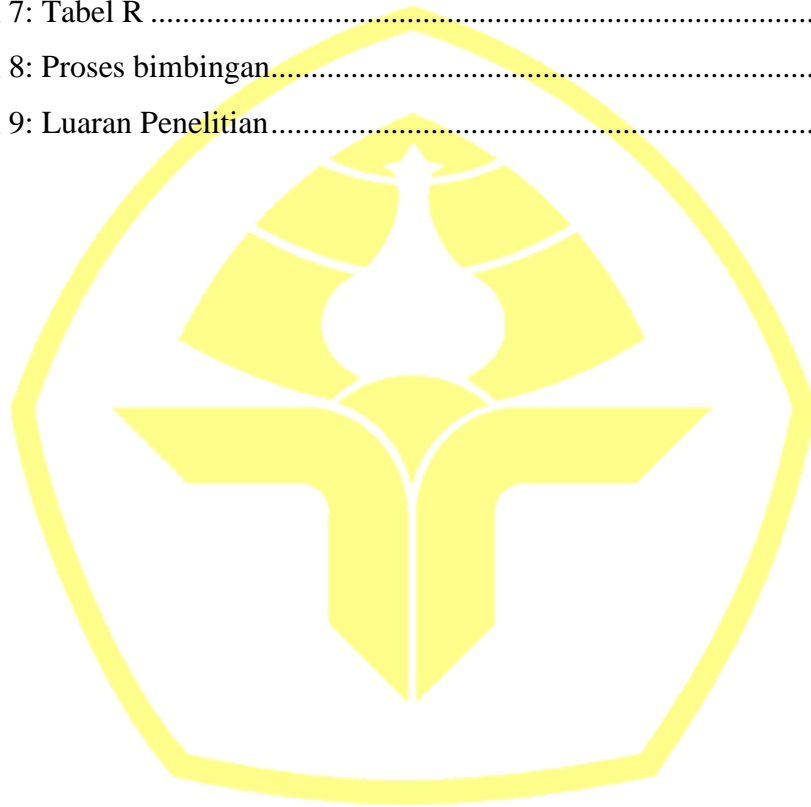 7: Tabel R ....................................................................................
8: Proses bimbingan.....................................................................
9: Luaran Penelitian.....................................................................